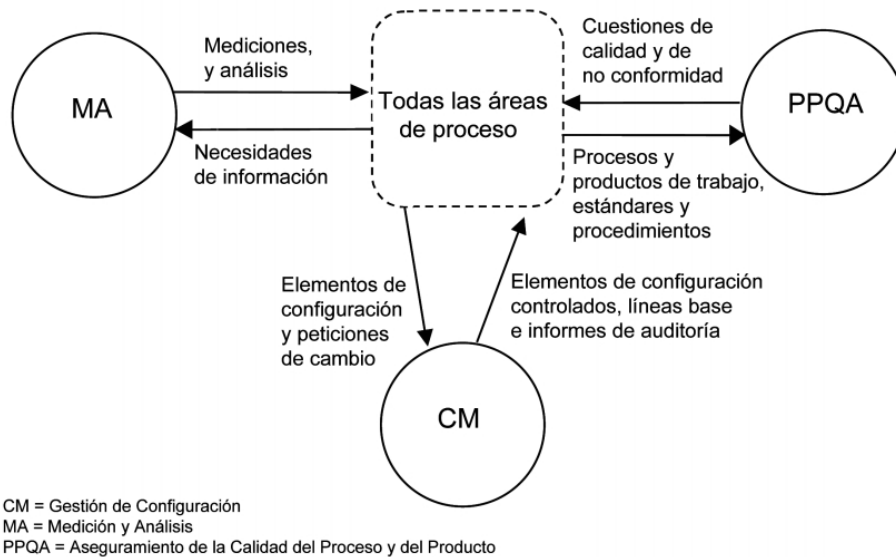 Mediciones,
y análisis
MA
Necesidades
de información
Todas las áreas
de proceso
Cuestiones de
calidad y de
no conformidad
PPQA
Procesos y
productos de trabajo,
estándares y
procedimientos
Elementos de
configuración
y peticiones
de cambio
Elementos de configuración
controlados, líneas base
e informes de auditoría
CM
CM = Gestión de Configuración
MA = Medición y Análisis
PPQA = Aseguramiento de la Calidad del Proceso y del Producto